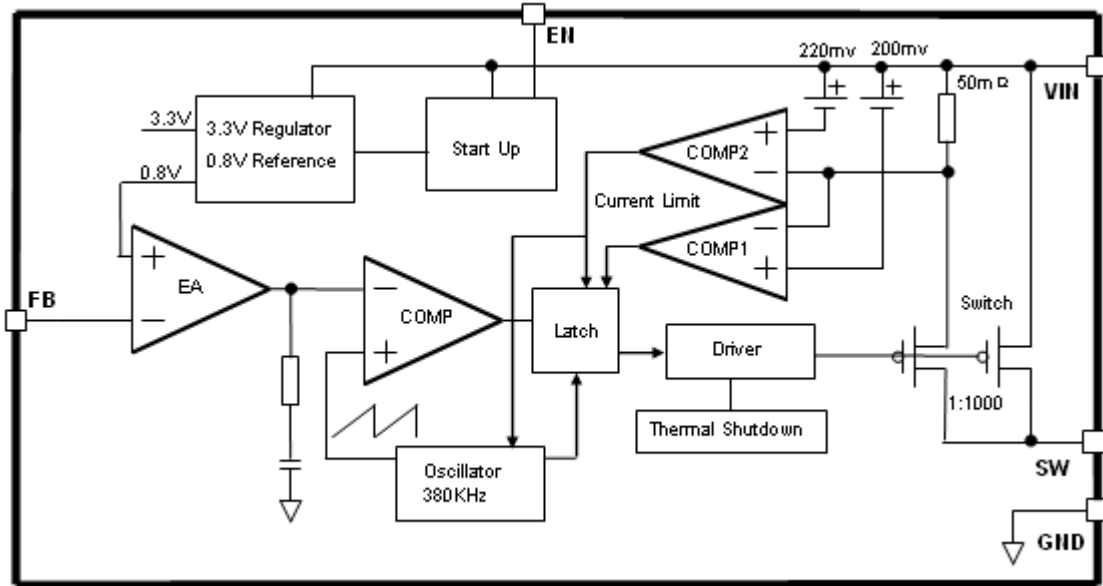 EN
220mv 200mv
50mΩ
VIN
3.3V
3.3V Regulator
0.8V Reference
Start Up
0.8V
+
+
+
COMP2
−
Current Limit
−
COMP1
+
+
EA
−
FB
−
COMP
+
Latch
Driver
Switch
1:1000
Thermal Shutdown
Oscillator
380KHz
SW
GND